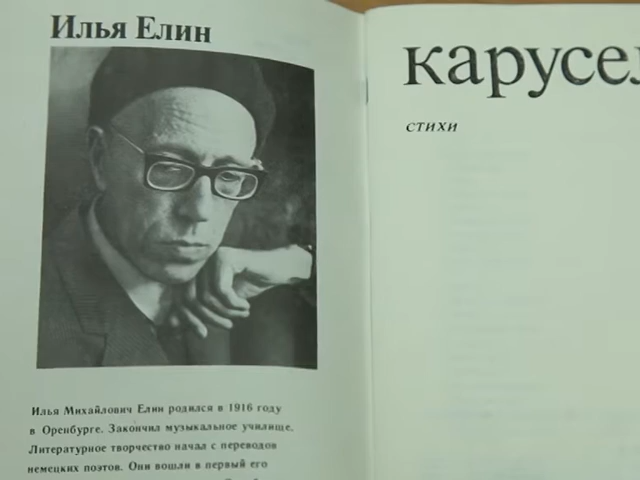 Илья Елин
Илья Михайлович Елин родился в 1916 году
в Оренбурге. Закончил музыкальное училище.
Литературное творчество начал с переводов
немецких поэтов. Они вошли в первый его
карусел
стихи